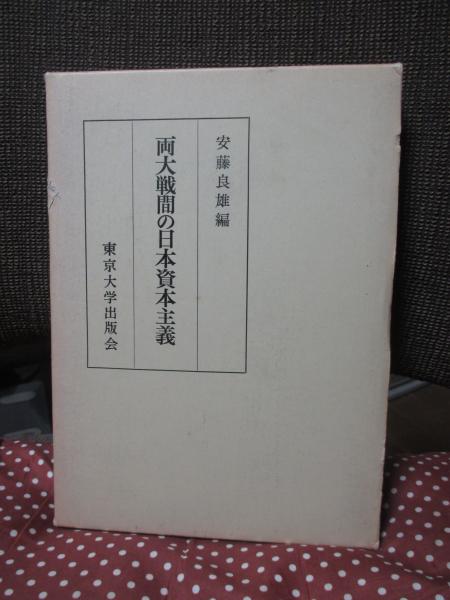 安藤良雄編
両大戦間の日本資本主義
東京大学出版会